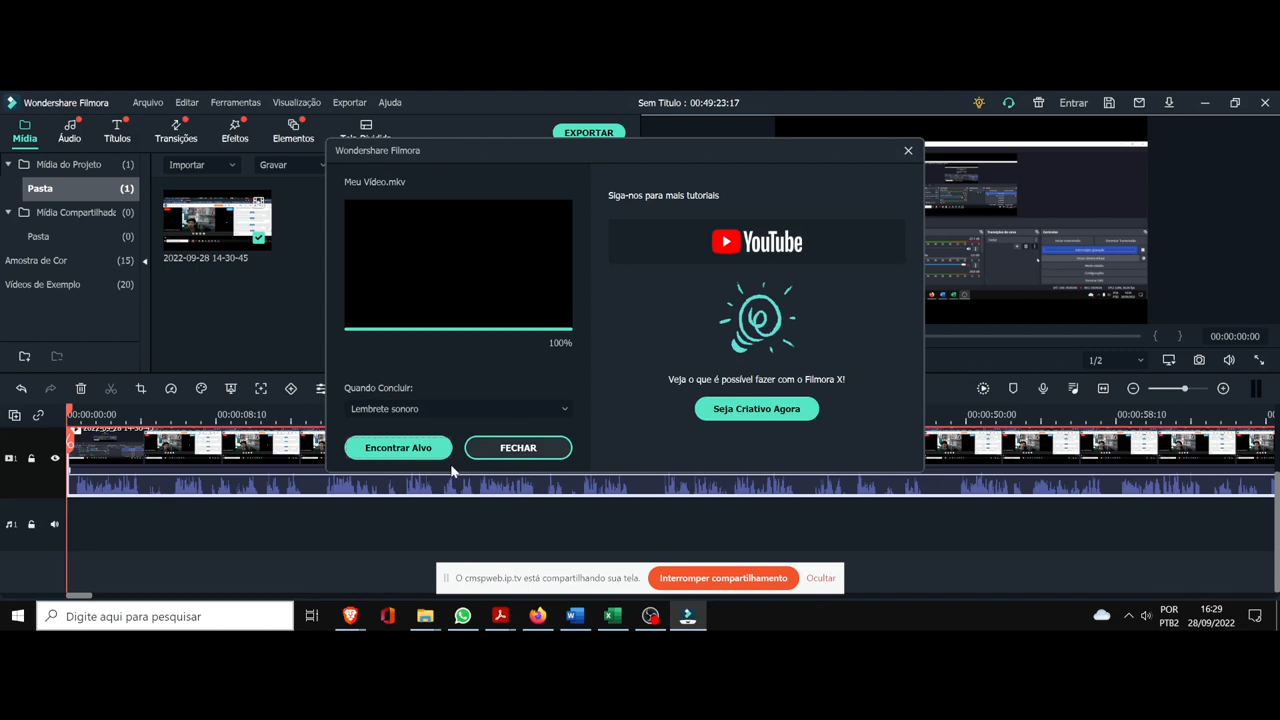 Wondershare Filmora
Arquivo
Editar
Ferramentas
Visualização
Exportar
Ajuda
Sem Título : 00:49:23:17
Entrar
Mídia
Áudio
Títulos
Transições
Efeitos
Elementos
EXPORTAR
Mídia do Projeto (1)
Pasta (1)
Mídia Compartilhada (0)
Pasta (0)
Amostra de Cor (15)
Vídeos de Exemplo (20)
Importar
Gravar
2022-09-28 14-30-45
Wondershare Filmora
Meu Vídeo.mkv
100%
Quando Concluir:
Lembrete sonoro
Encontrar Alvo
FECHAR
Siga-nos para mais tutoriais
YouTube
Veja o que é possível fazer com o Filmora X!
Seja Criativo Agora
00:00:00:00
1/2
00:00:00:00
00:00:08:10
00:00:50:00
00:00:58:10
1
1
O cmspweb.ip.tv está compartilhando sua tela.
Interromper compartilhamento
Ocultar
Digite aqui para pesquisar
POR
PTB2
16:29
28/09/2022